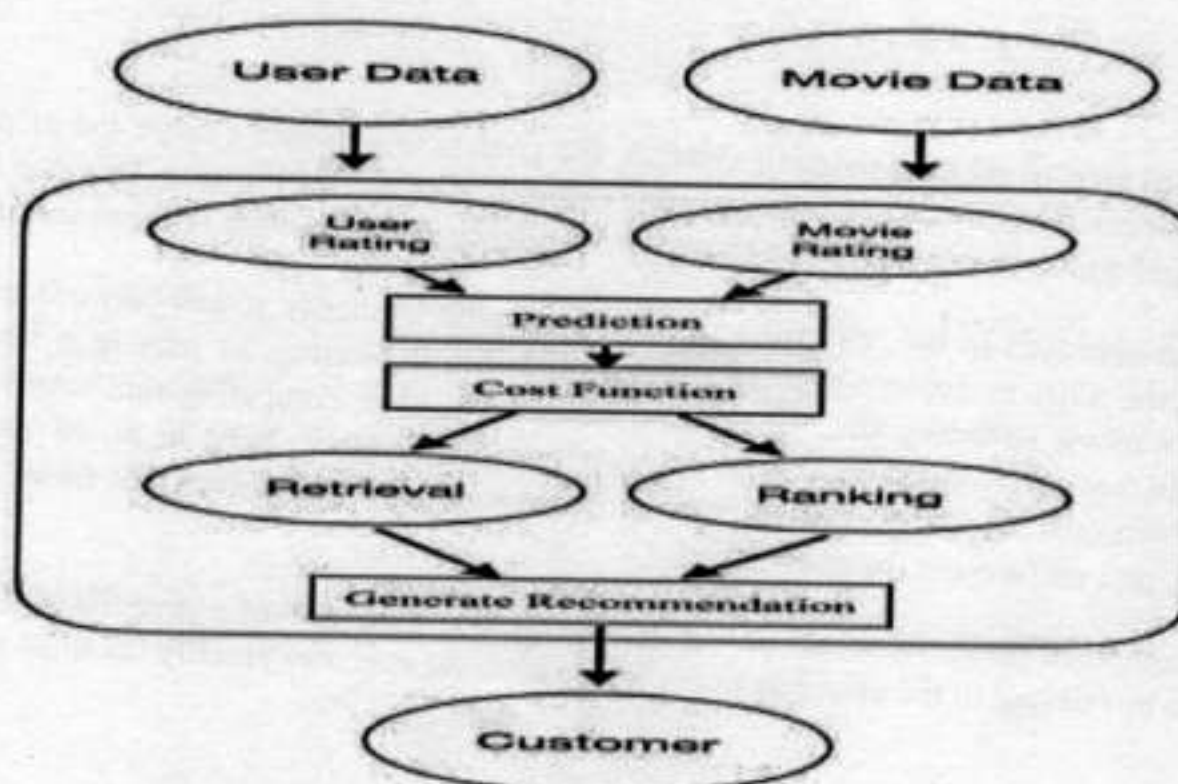 User Data
Movie Data
User
Rating
Movie
Rating
Prediction
Cost Function
Retrieval
Ranking
Generate Recommendation
Customer